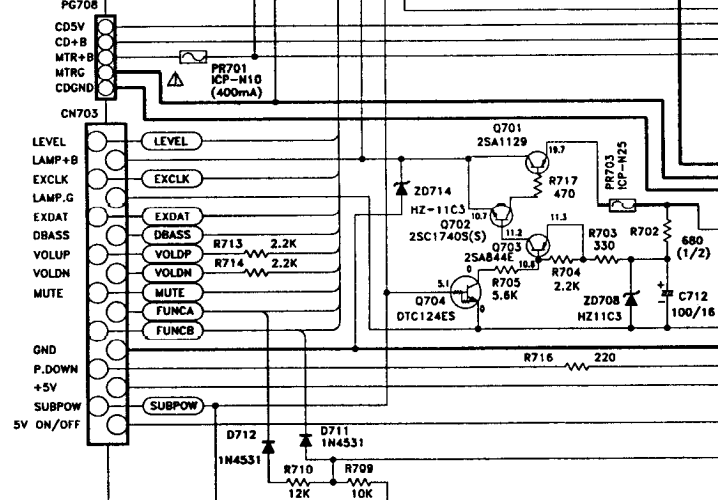 PG708
CD5V
CD+B
MTR+B
MTRG
CDGND
PR701
ICP-N10
(400mA)
CN703
LEVEL
LEVEL
LAMP+B
EXCLK
EXCLK
LAMP.G
EXDAT
EXDAT
DBASS
DBASS
VOLUP
VOLDP
R713
2.2K
VOLDN
VOLDN
R714
2.2K
MUTE
MUTE
FUNCA
FUNCB
GND
P.DOWN
+5V
SUBPOW
SUBPOW
5V ON/OFF
Q701
2SA1129
19.7
R717
470
PR703
ICP-N25
ZD714
HZ-11C3
10.7
Q702
2SC1740S(S)
11.2
11.3
Q703
2SA844E
10.6
R703
330
R702
680
(1/2)
R704
2.2K
R705
5.6K
0
5.1
0
Q704
DTC124ES
ZD708
HZ11C3
+
-
C712
100/16
R716
220
D712
1N4531
D711
1N4531
R710
12K
R709
10K